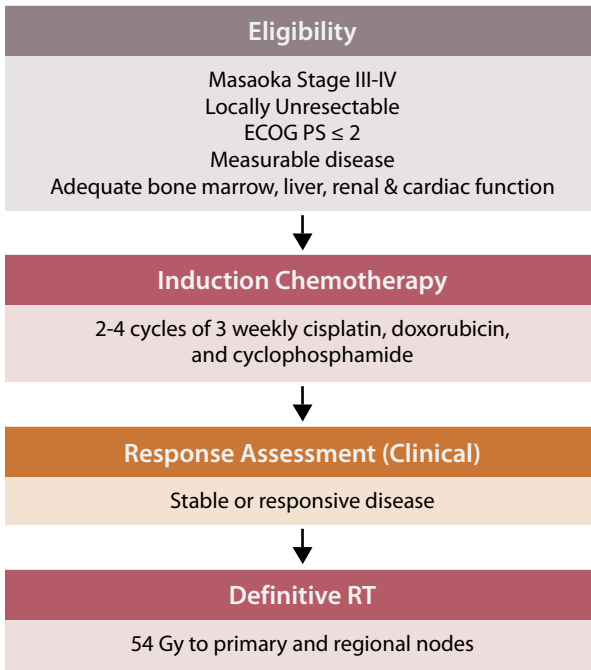 Eligibility
Masaoka Stage III-IV
Locally Unresectable
ECOG PS ≤ 2
Measurable disease
Adequate bone marrow, liver, renal & cardiac function
Induction Chemotherapy
2-4 cycles of 3 weekly cisplatin, doxorubicin,
and cyclophosphamide
Response Assessment (Clinical)
Stable or responsive disease
Definitive RT
54 Gy to primary and regional nodes